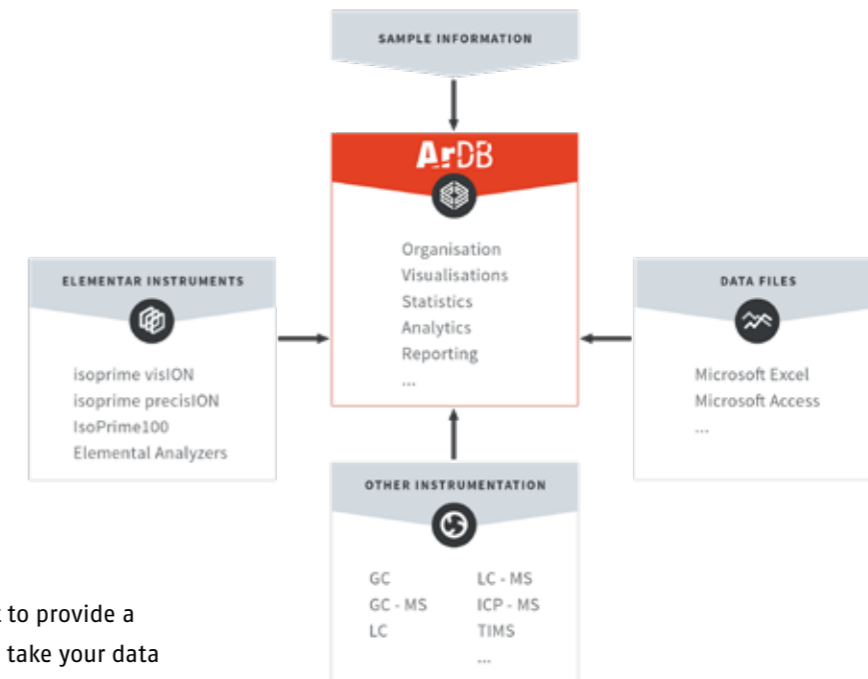 SAMPLE INFORMATION
ArDB
Organisation
Visualisations
Statistics
Analytics
Reporting
...
ELEMENTAR INSTRUMENTS
isoprime visION
isoprime precisION
IsoPrime100
Elemental Analyzers
DATA FILES
Microsoft Excel
Microsoft Access
...
OTHER INSTRUMENTATION
GC
GC - MS
LC
LC - MS
ICP - MS
TIMS
...
to provide a
take your data